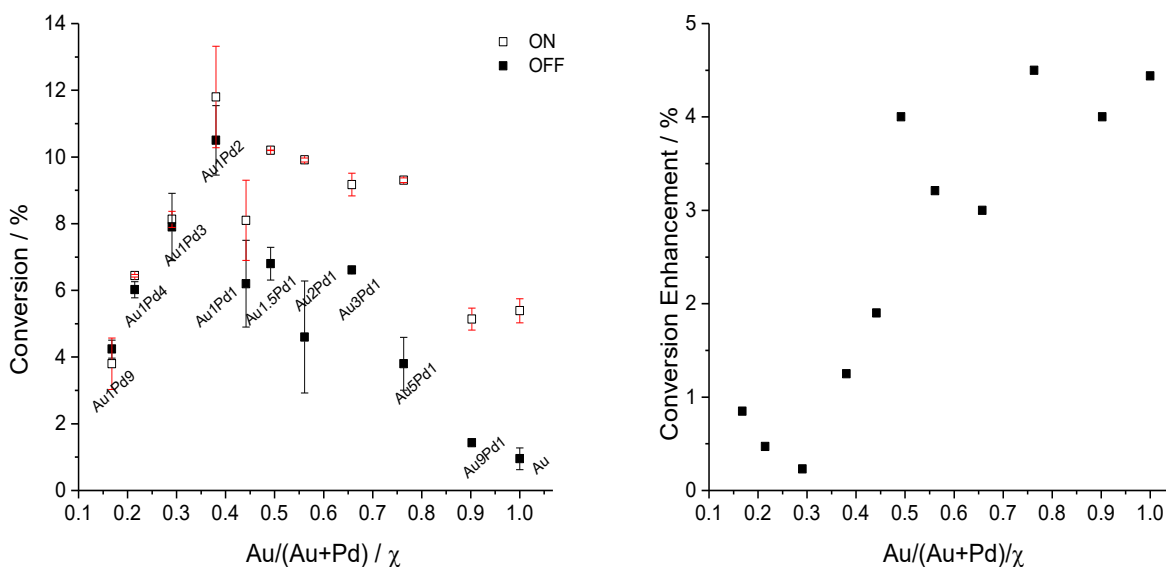 14
12
10
8
6
4
2
0
Conversion / %
ON
OFF
Au1Pd9
Au1Pd4
Au1Pd3
Au1Pd2
Au1Pd1
Au1.5Pd1
Au2Pd1
Au3Pd1
Au5Pd1
Au9Pd1
Au
0.1 0.2 0.3 0.4 0.5 0.6 0.7 0.8 0.9 1.0
Au/(Au+Pd) / χ
5
4
3
2
1
0
Conversion Enhancement / %
0.1 0.2 0.3 0.4 0.5 0.6 0.7 0.8 0.9 1.0
Au/(Au+Pd)/χ